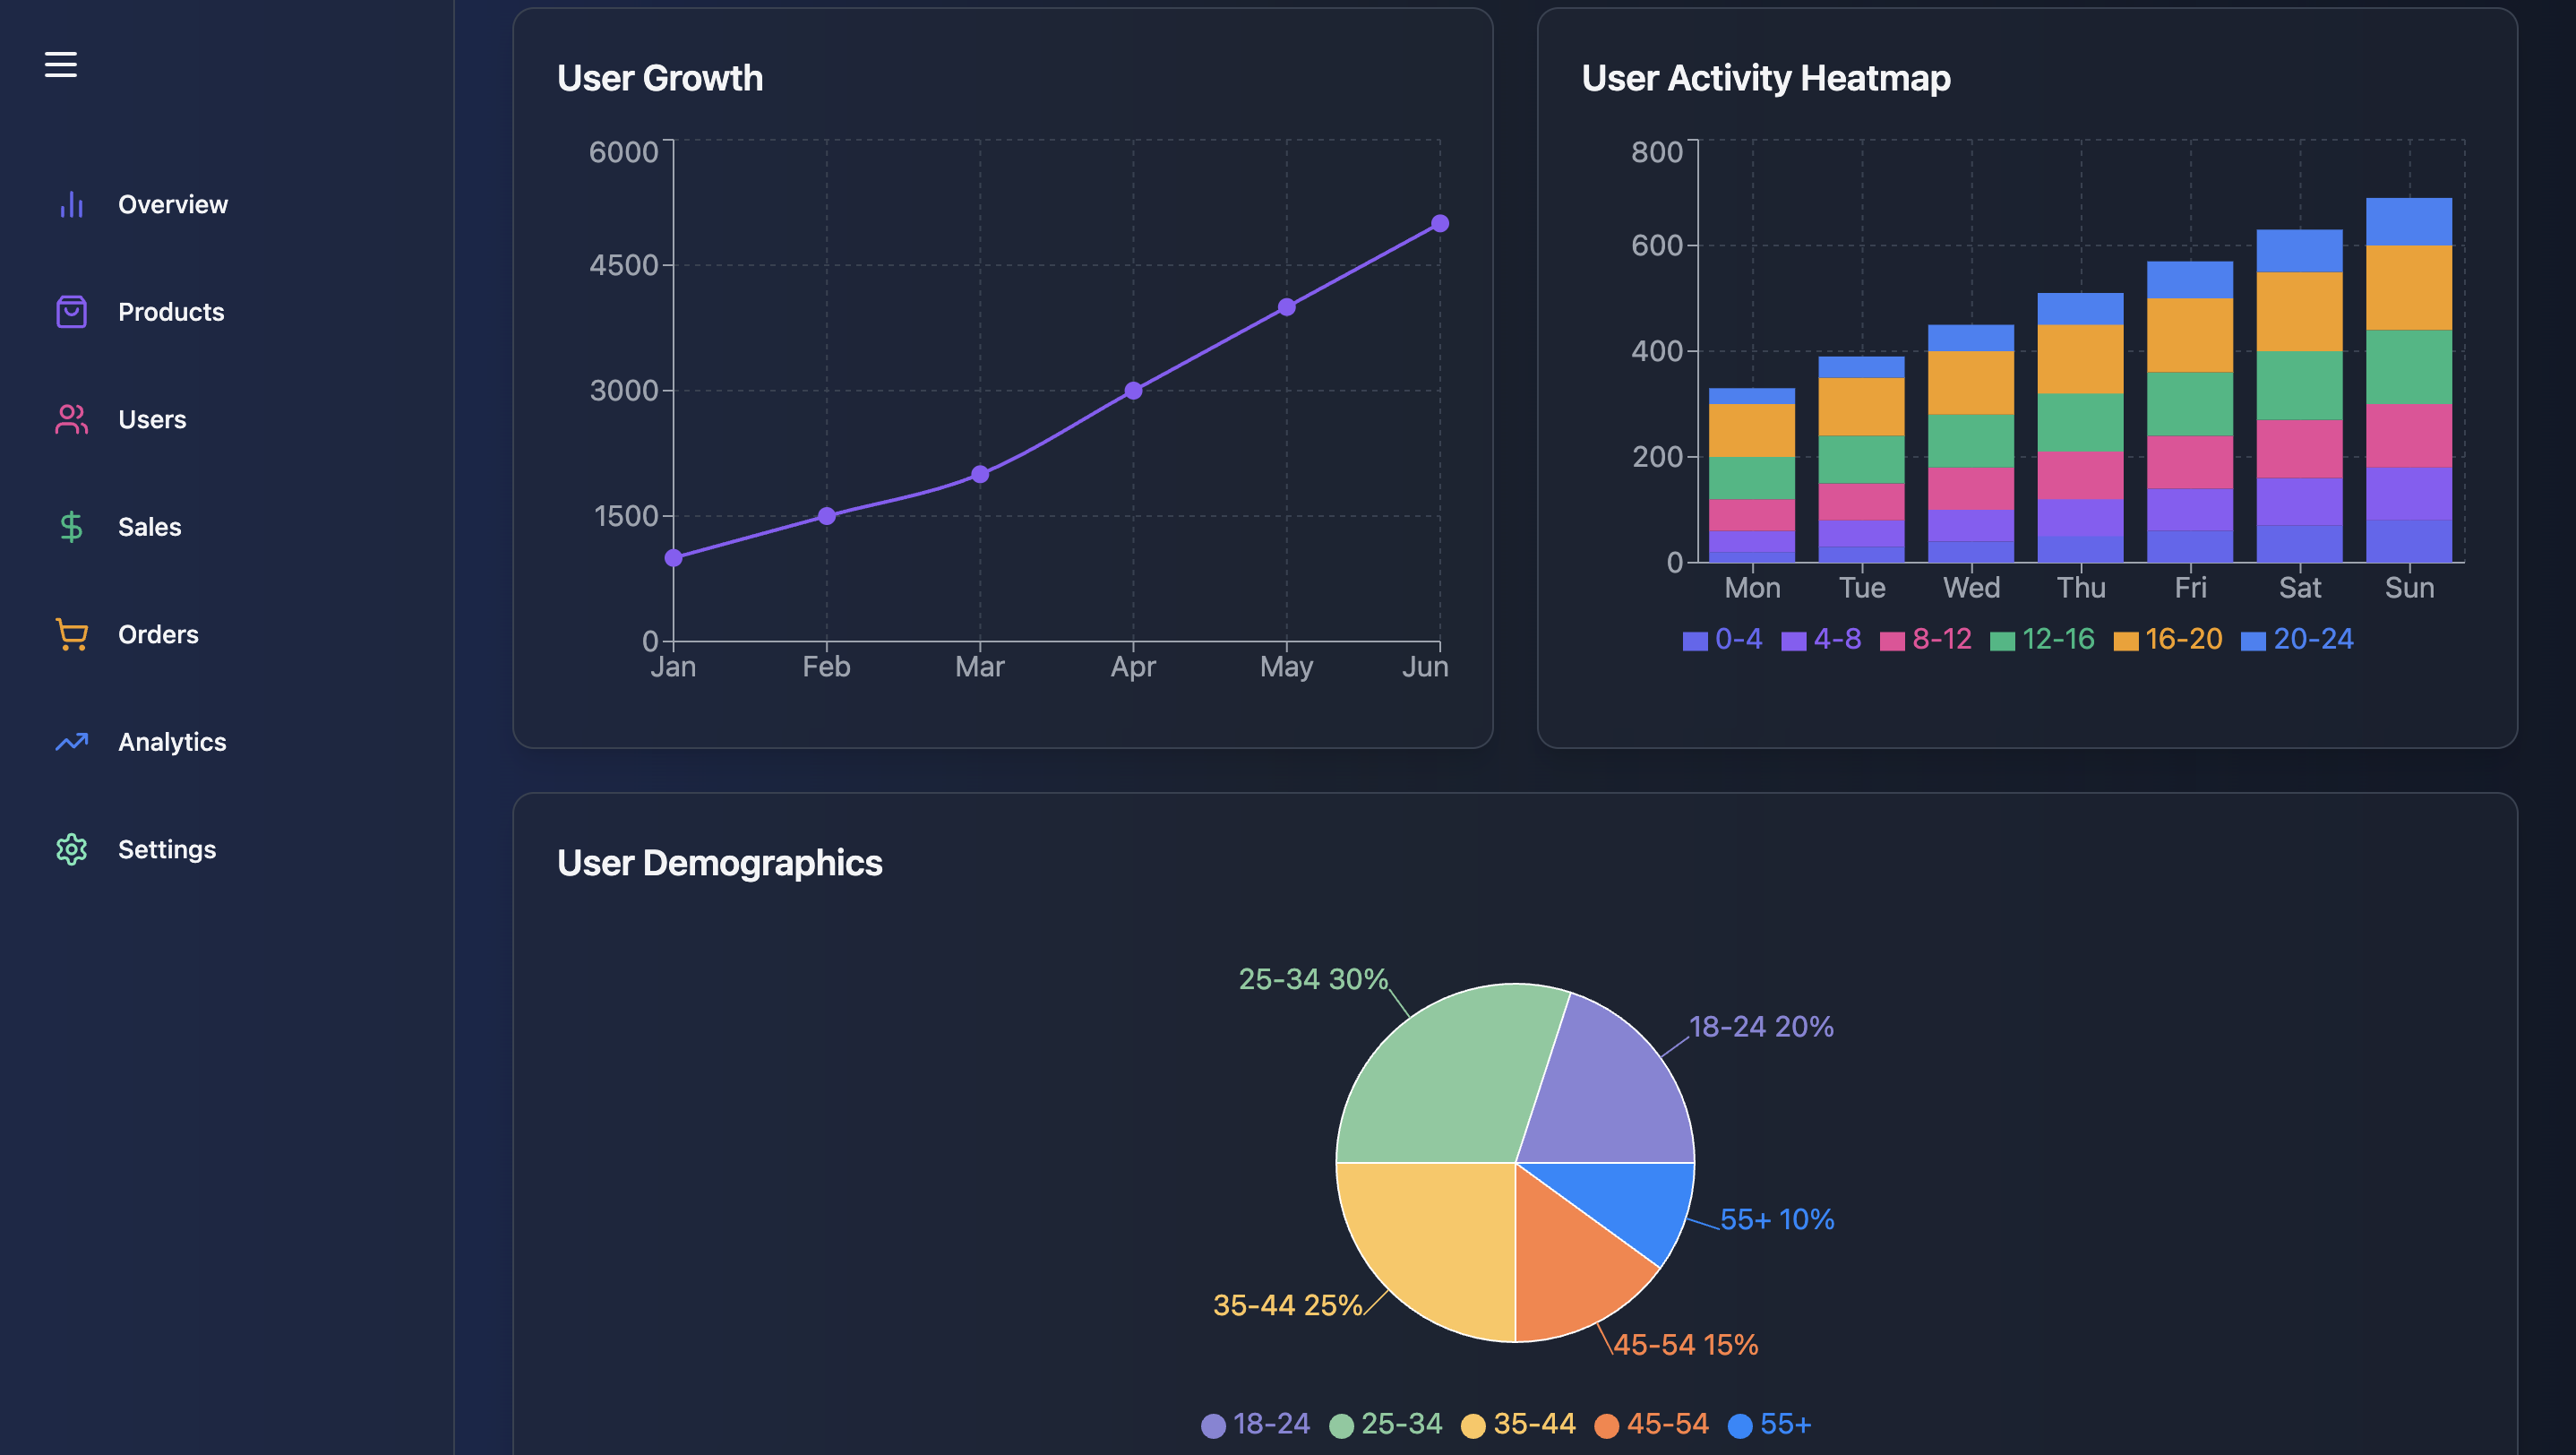 Overview
Products
Users
Sales
Orders
Analytics
Settings
User Growth
6000
4500
3000
1500
0
Jan Feb Mar Apr May Jun
User Activity Heatmap
800
600
400
200
0
Mon Tue Wed Thu Fri Sat Sun
0-4 4-8 8-12 12-16 16-20 20-24
User Demographics
25-34 30%
18-24 20%
55+ 10%
35-44 25%
45-54 15%
18-24 25-34 35-44 45-54 55+